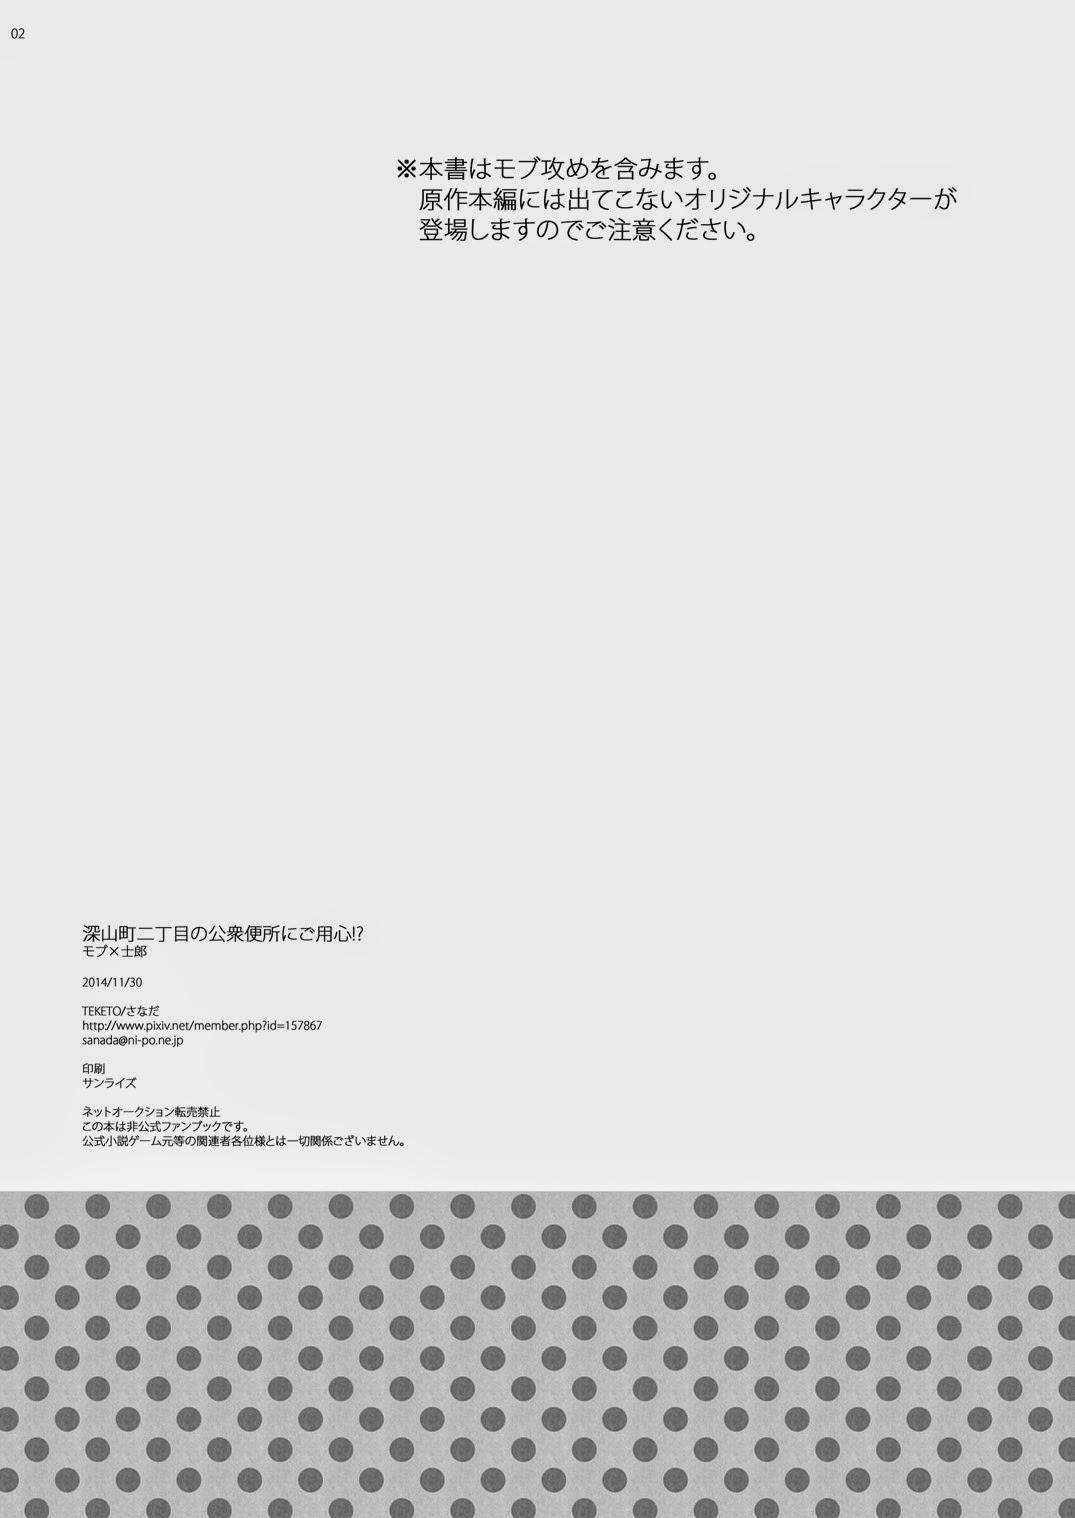 02
※本書はモブ攻めを含みます。
原作本編には出てこないオリジナルキャラクターが
登場しますのでご注意ください。
深山町二丁目の公衆便所にご用心!?
モブ×士郎
2014/11/30
TEKETO/さなだ
http://www.pixiv.net/member.php?id=157867
sanada@ni-po.ne.jp
印刷
サンライズ
ネットオークション転売禁止
この本は非公式ファンブックです。
公式小説ゲーム元等の関連者各位様とは一切関係ございません。